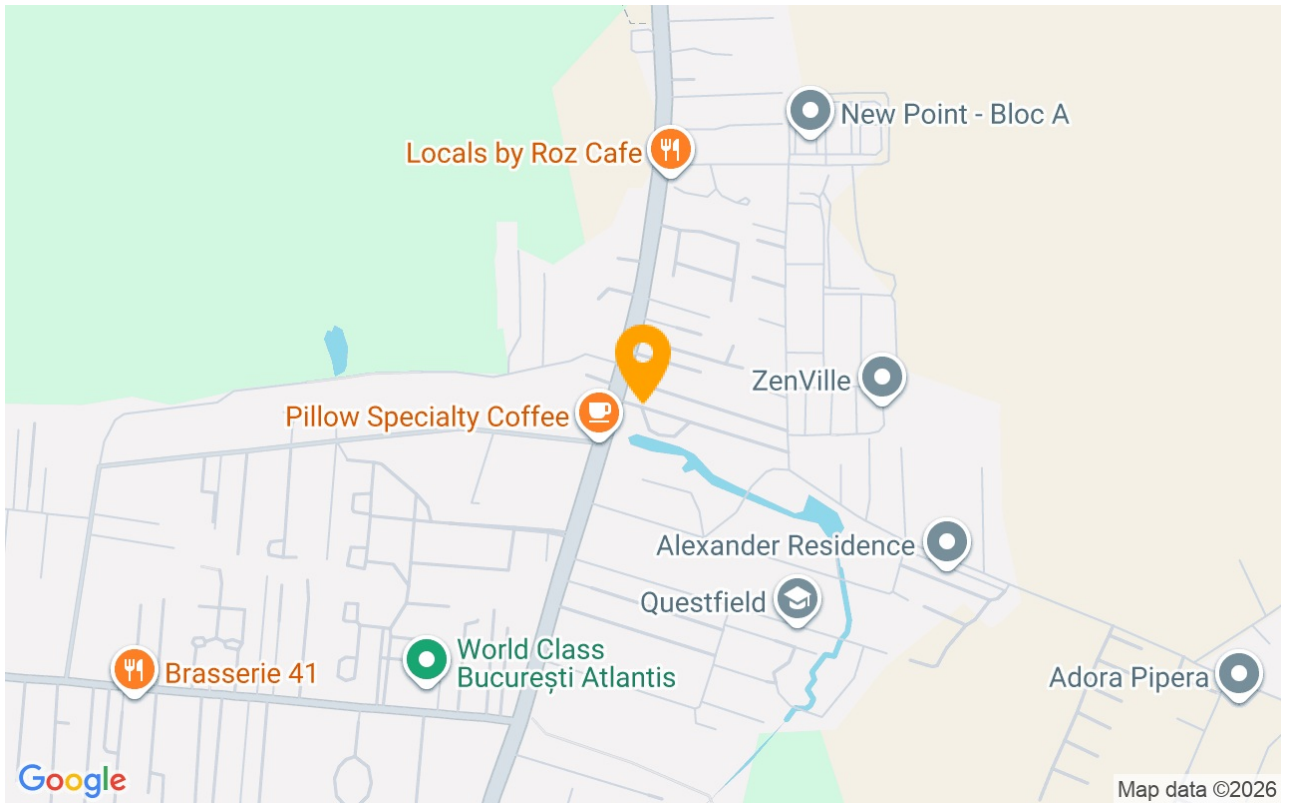 New Point - Bloc A
Locals by Roz Cafe
ZenVille
Pillow Specialty Coffee
Alexander Residence
Questfield
World Class
București Atlantis
Brasserie 41
Adora Pipera
Google
Map data ©2026